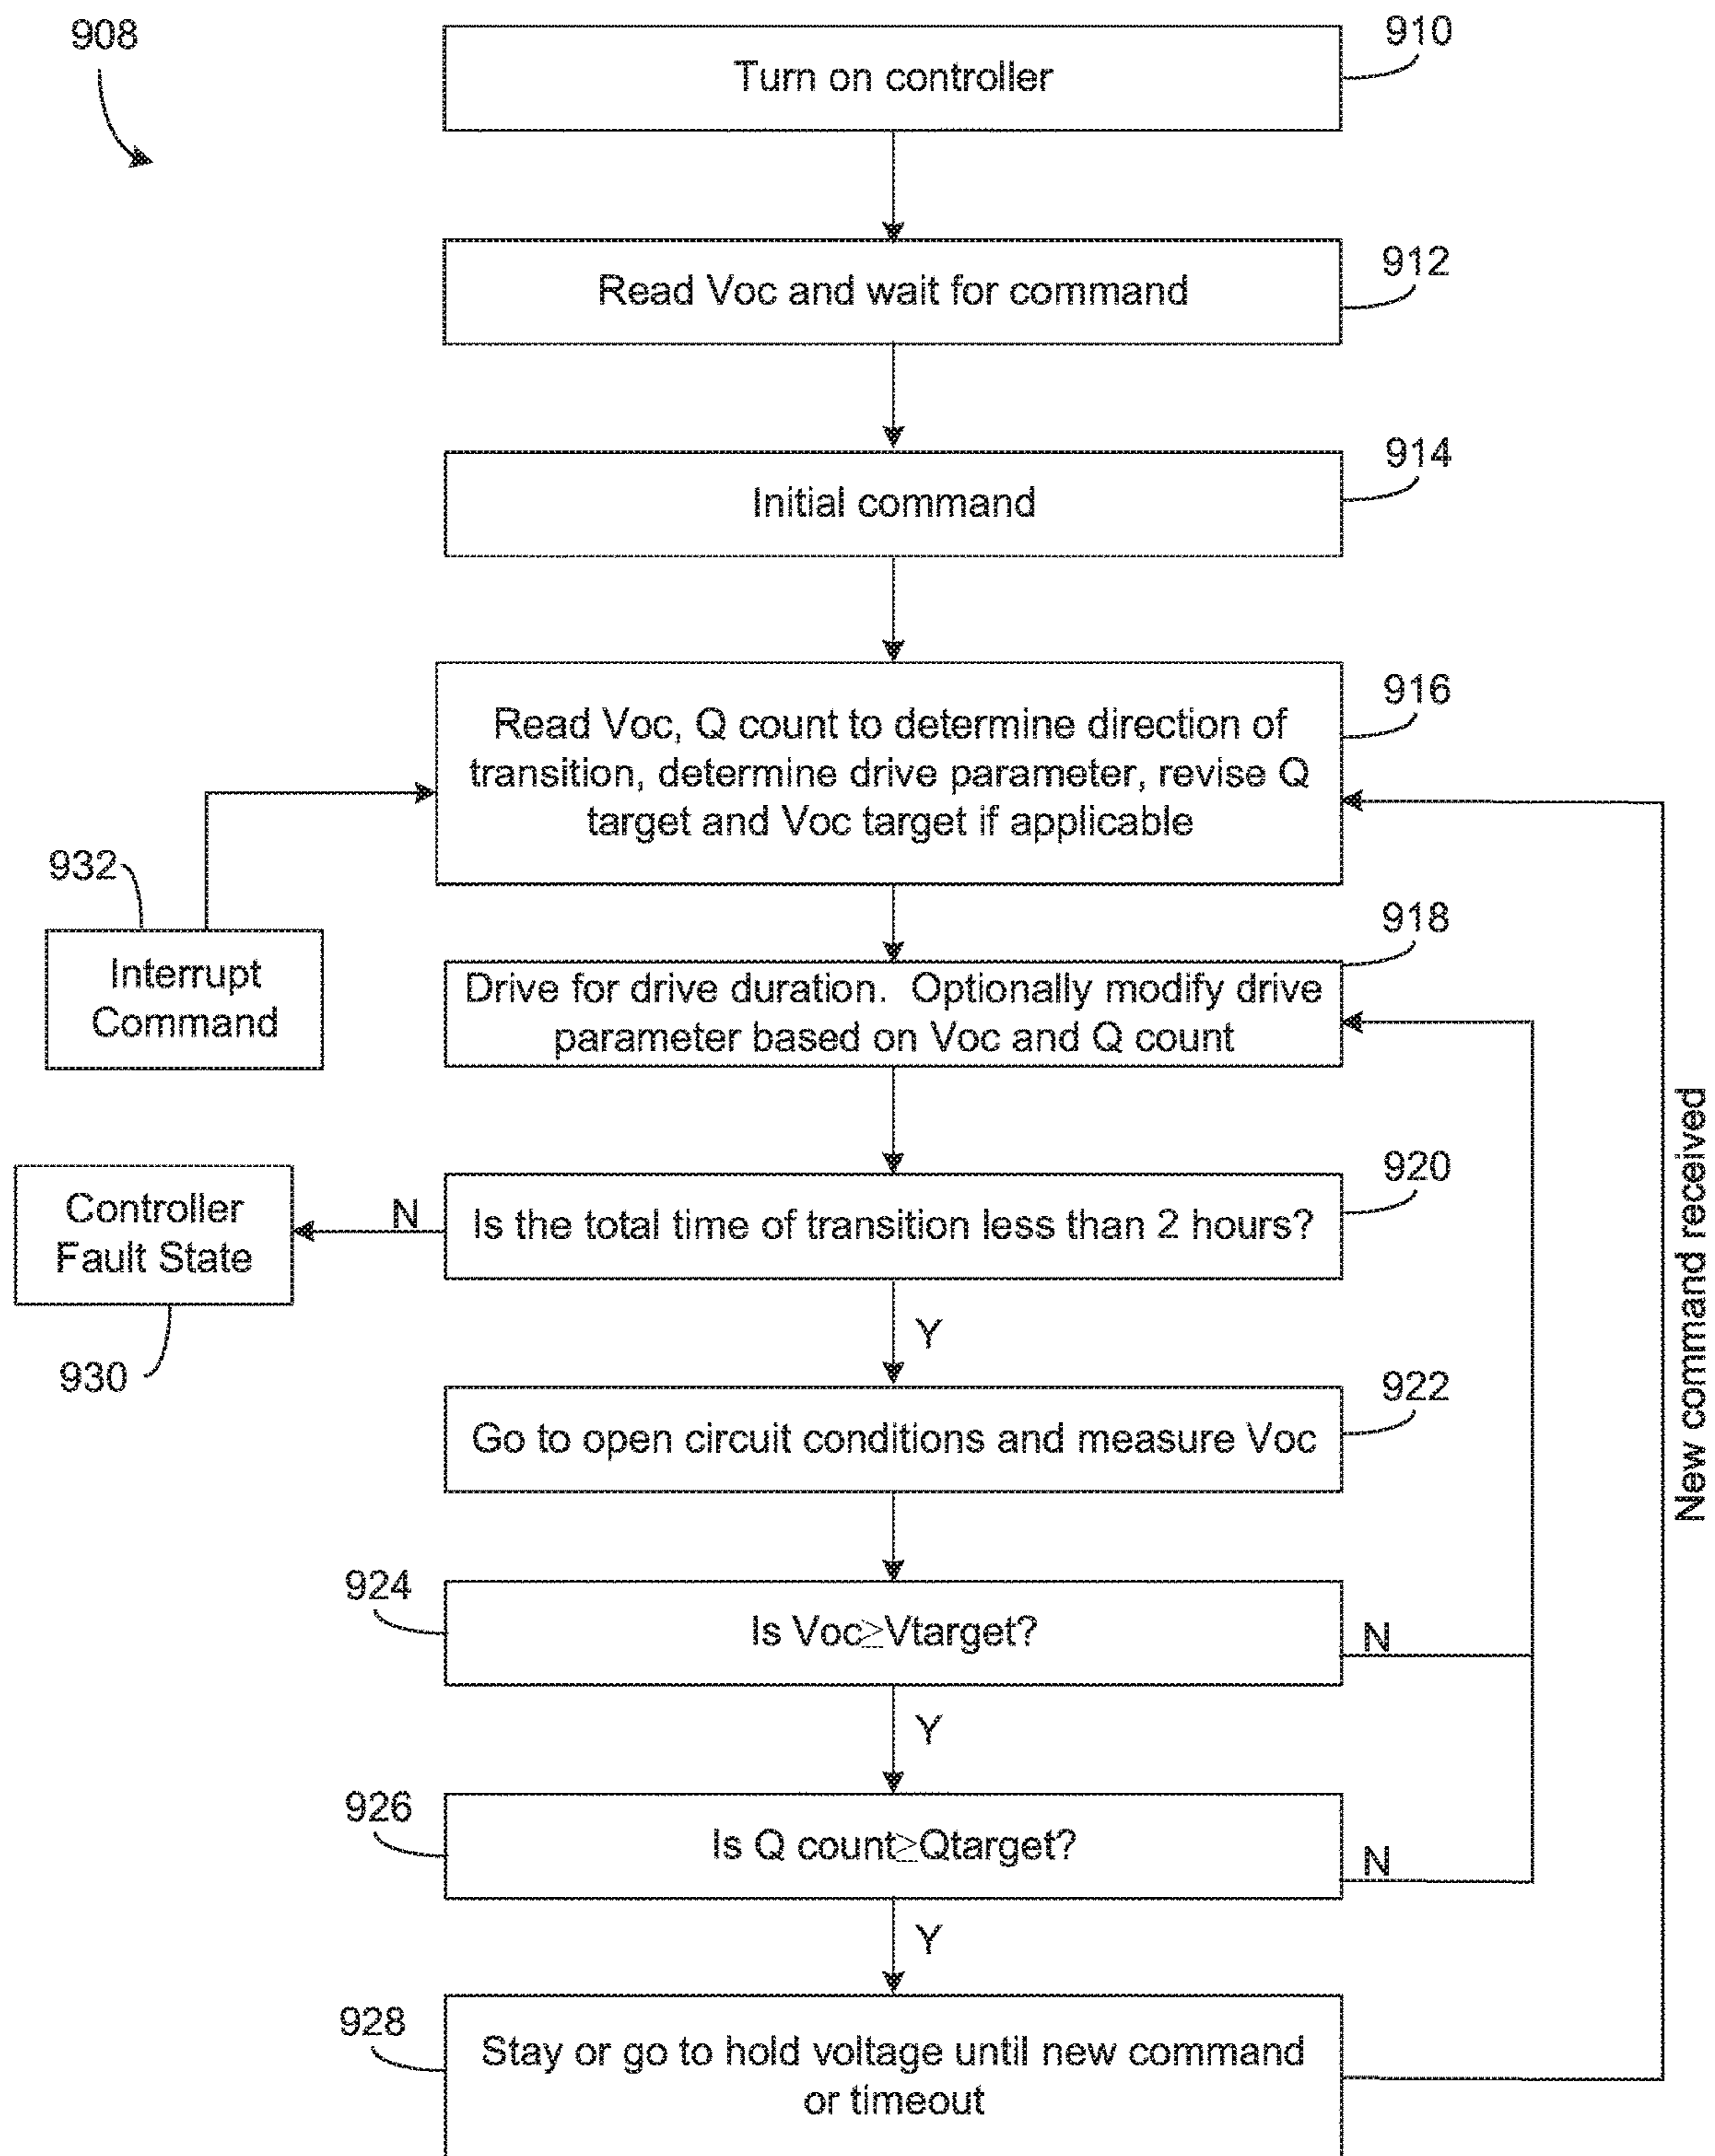 908
910
Turn on controller
912
Read Voc and wait for command
914
Initial command
916
Read Voc, Q count to determine direction of
transition, determine drive parameter, revise Q
target and Voc target if applicable
932
Interrupt
Command
918
Drive for drive duration. Optionally modify drive
parameter based on Voc and Q count
New command received
920
Is the total time of transition less than 2 hours?
N
Controller
Fault State
930
Y
922
Go to open circuit conditions and measure Voc
924
Is Voc≥Vtarget?
N
Y
926
Is Q count≥Qtarget?
N
Y
928
Stay or go to hold voltage until new command
or timeout